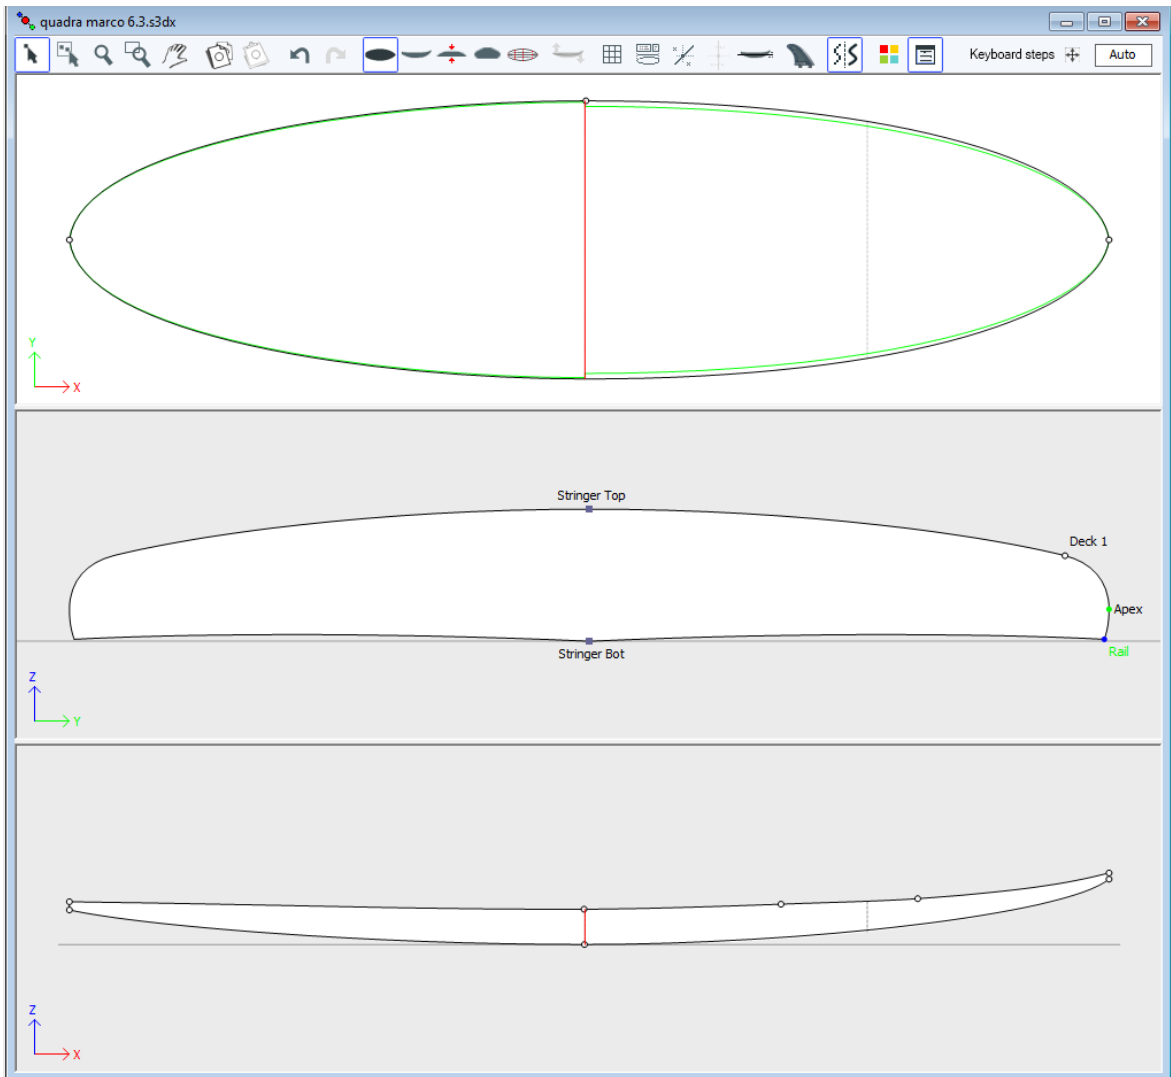 quadra marco 6.3.s3dx
Keyboard steps Auto
Y
X
Stringer Top
Deck 1
Apex
Stringer Bot
Rail
Z
Y
Z
X